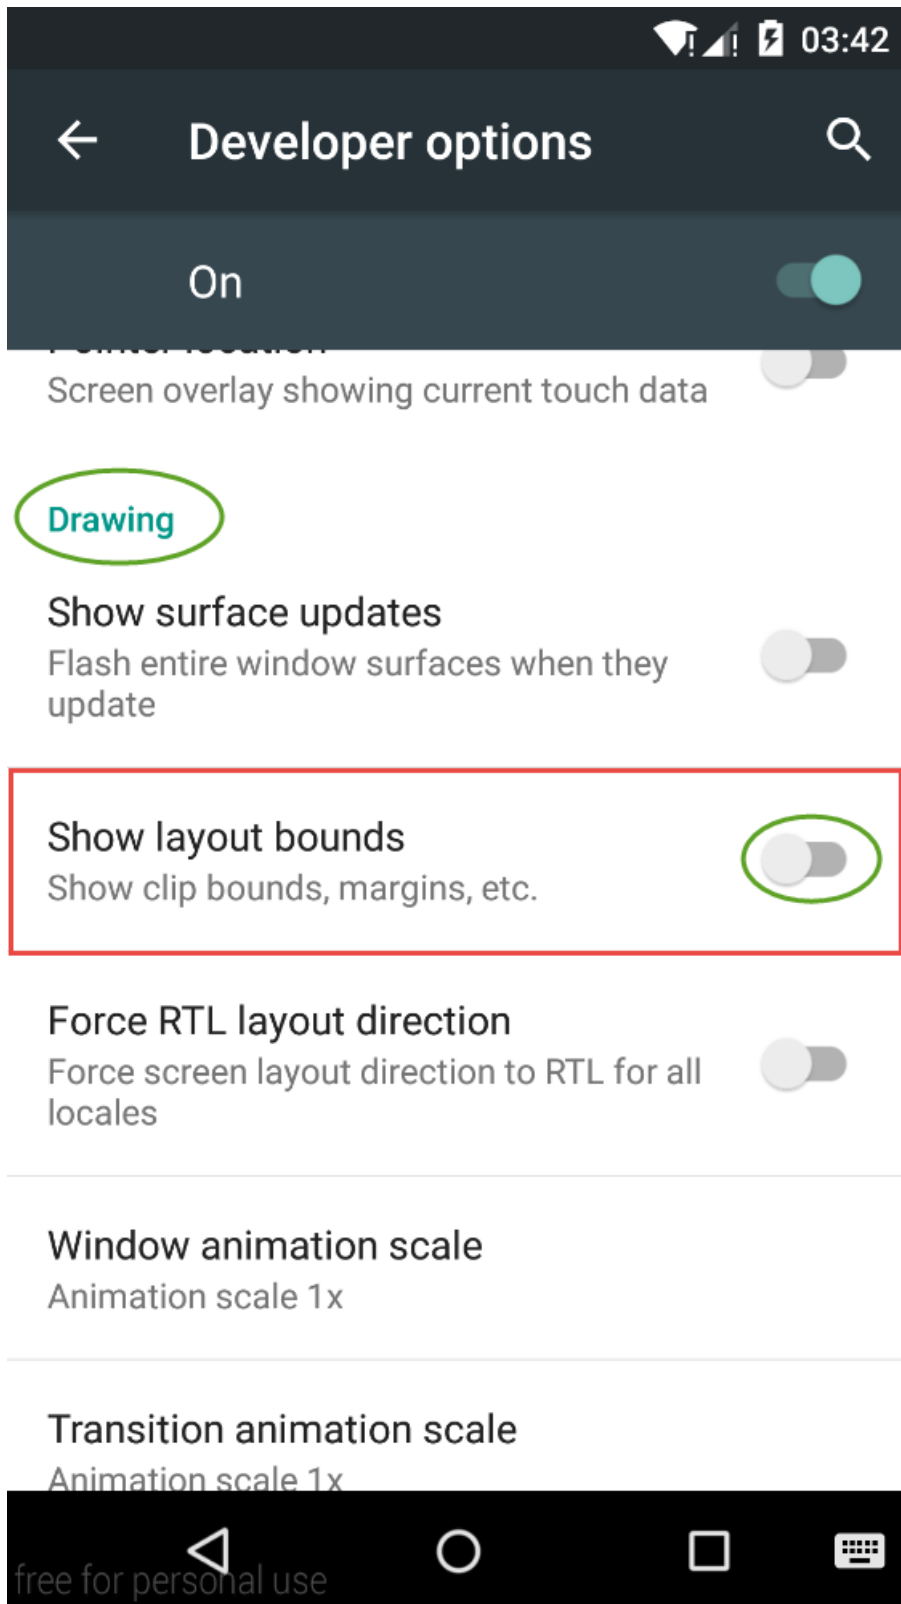 03:42
Developer options
On
Pointer location
Screen overlay showing current touch data
Drawing
Show surface updates
Flash entire window surfaces when they
update
Show layout bounds
Show clip bounds, margins, etc.
Force RTL layout direction
Force screen layout direction to RTL for all
locales
Window animation scale
Animation scale 1x
Transition animation scale
Animation scale 1x
free for personal use